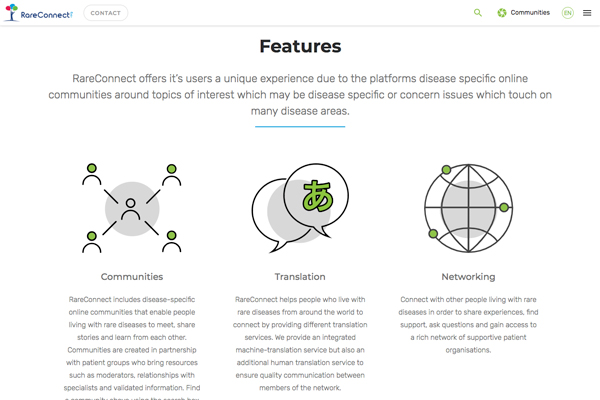 RareConnect
CONTACT
Communities
EN
Features
RareConnect offers it's users a unique experience due to the platforms disease specific online
communities around topics of interest which may be disease specific or concern issues which touch on
many disease areas.
あ
Communities
RareConnect includes disease-specific
online communities that enable people
living with rare diseases to meet, share
stories and learn from each other.
Communities are created in partnership
with patient groups who bring resources
such as moderators, relationships with
specialists and validated information. Find
a community above using the search box
Translation
RareConnect helps people who live with
rare diseases from around the world to
connect by providing different translation
services. We provide an integrated
machine-translation service but also an
additional human translation service to
ensure quality communication between
members of the network.
Networking
Connect with other people living with rare
diseases in order to share experiences, find
support, ask questions and gain access to
a rich network of supportive patient
organisations.